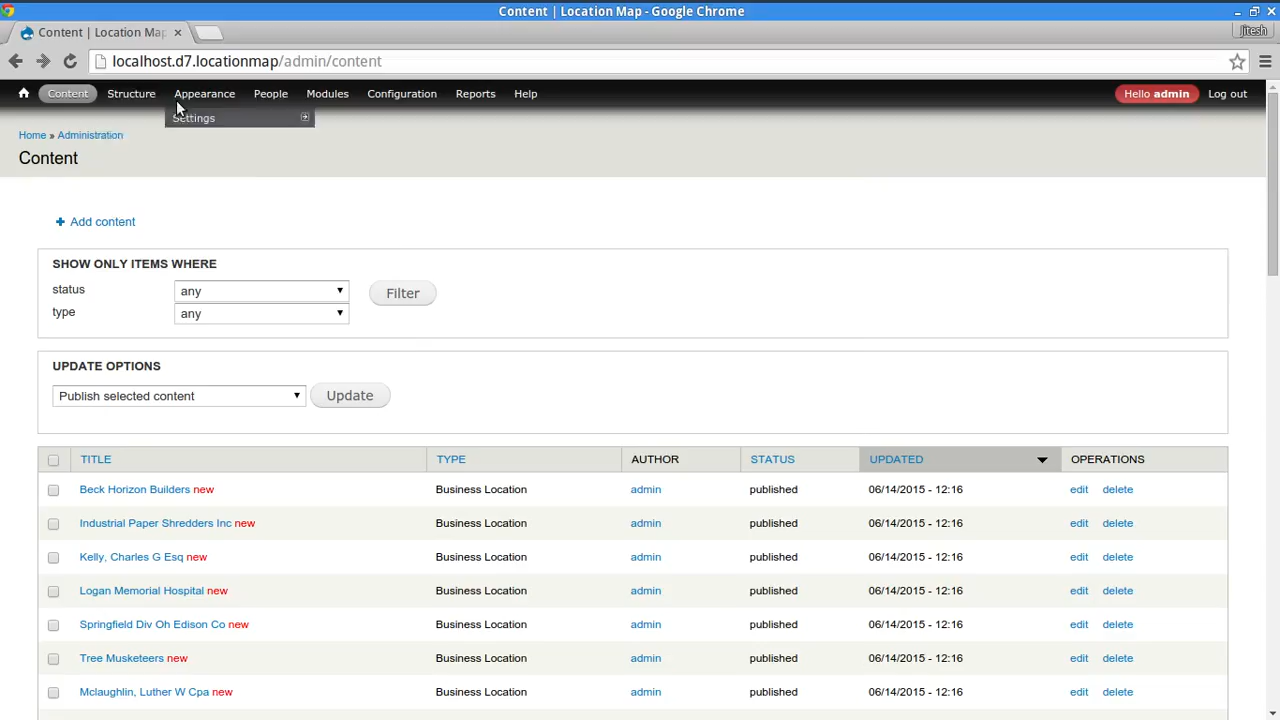 Content | Location Map - Google Chrome
Content | Location Map
jitesh
localhost.d7.locationmap/admin/content
Content Structure Appearance People Modules Configuration Reports Help Hello admin Log out
Settings
Home » Administration
Content
+ Add content
SHOW ONLY ITEMS WHERE
status any Filter
type any
UPDATE OPTIONS
Publish selected content Update
TITLE TYPE AUTHOR STATUS UPDATED OPERATIONS
Beck Horizon Builders new Business Location admin published 06/14/2015 - 12:16 edit delete
Industrial Paper Shredders Inc new Business Location admin published 06/14/2015 - 12:16 edit delete
Kelly, Charles G Esq new Business Location admin published 06/14/2015 - 12:16 edit delete
Logan Memorial Hospital new Business Location admin published 06/14/2015 - 12:16 edit delete
Springfield Div Oh Edison Co new Business Location admin published 06/14/2015 - 12:16 edit delete
Tree Musketeers new Business Location admin published 06/14/2015 - 12:16 edit delete
Mclaughlin, Luther W Cpa new Business Location admin published 06/14/2015 - 12:16 edit delete